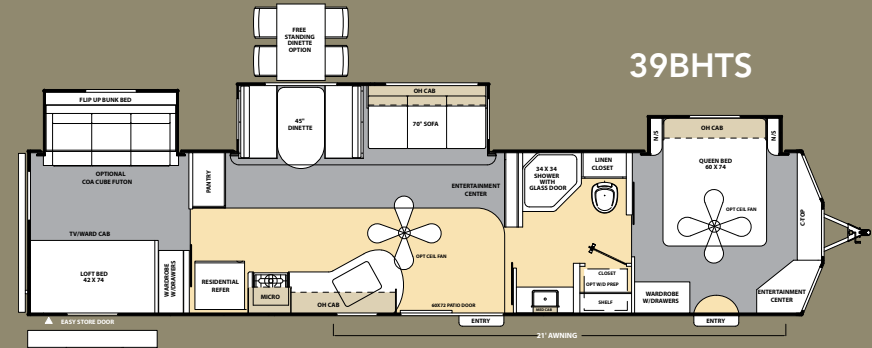 39BHTS
FREE
STANDING
DINETTE
OPTION
FLIP UP BUNK BED
OPTIONAL
COA CUBE FUTON
45"
DINETTE
OH CAB
70" SOFA
PANTRY
ENTERTAINMENT
CENTER
34 X 34
SHOWER
WITH
GLASS DOOR
LINEN
CLOSET
N/S
OH CAB
N/S
QUEEN BED
60 X 74
OPT CEIL FAN
C-TOP
TV/WARD CAB
LOFT BED
42 X 74
WARDROBE
W/DRAWERS
RESIDENTIAL
REFER
MICRO
OH CAB
OPT CEIL FAN
60X72 PATIO DOOR
CLOSET
OPT W/D PREP
SHELF
MED CAB
WARDROBE
W/DRAWERS
ENTERTAINMENT
CENTER
EASY STORE DOOR
ENTRY
ENTRY
21' AWNING